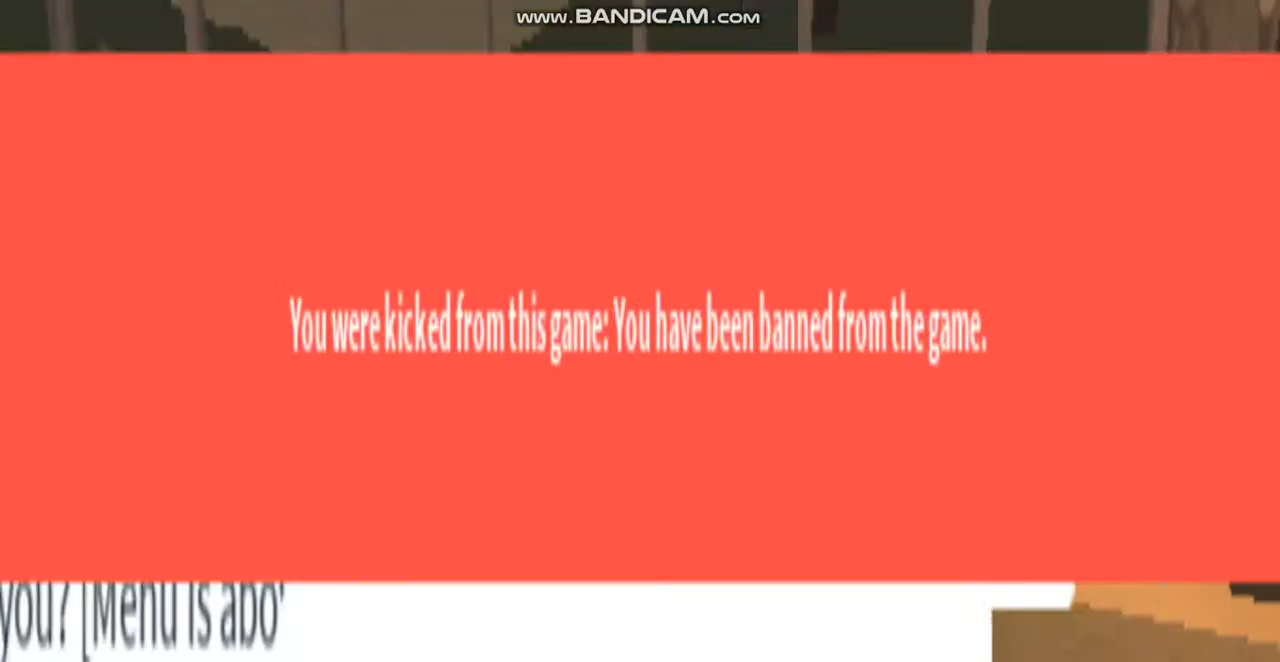 www.BANDICAM.com
You were kicked from this game: You have been banned from the game.
you? [Menu is abo